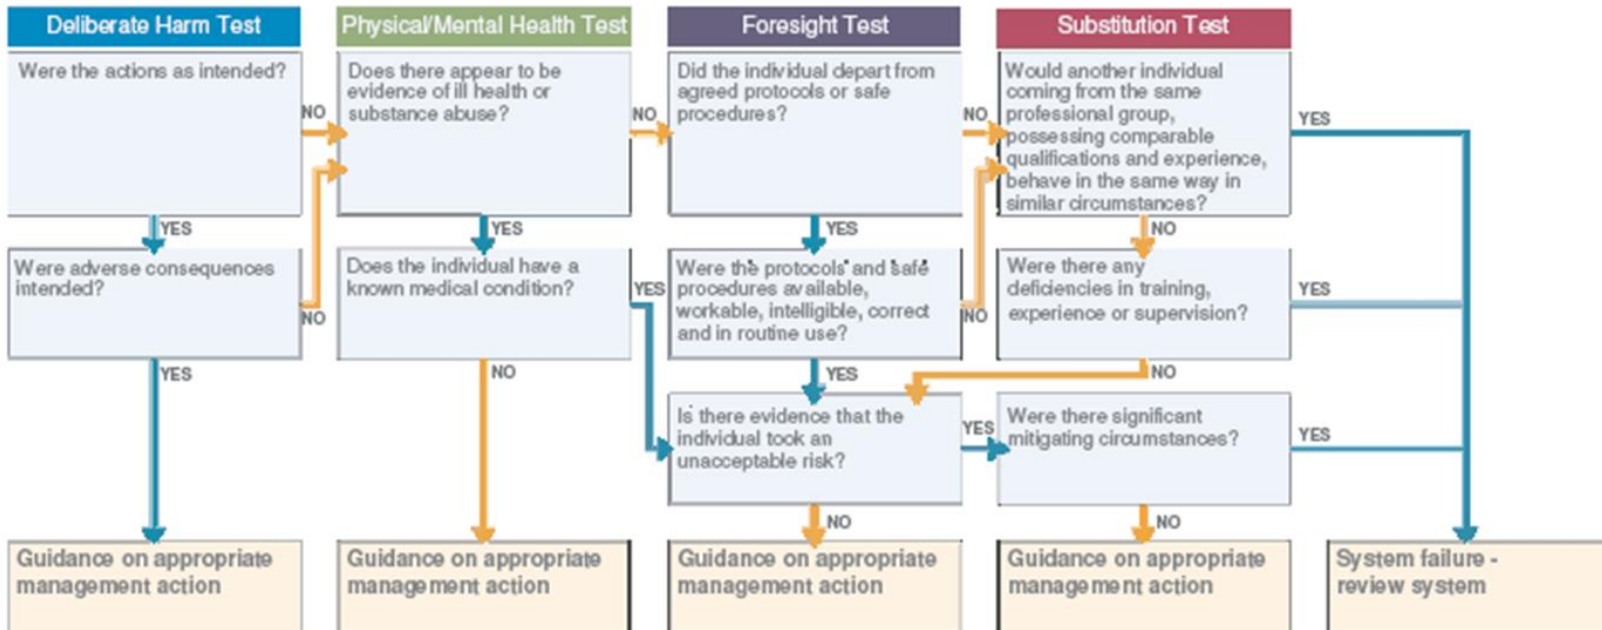 Deliberate Harm Test
Physical/Mental Health Test
Foresight Test
Substitution Test
Were the actions as intended?
NO
YES
Were adverse consequences
intended?
NO
YES
Guidance on appropriate
management action
Does there appear to be
evidence of ill health or
substance abuse?
NO
YES
Does the individual have a
known medical condition?
YES
NO
Guidance on appropriate
management action
Did the individual depart from
agreed protocols or safe
procedures?
NO
YES
Were the protocols and safe
procedures available,
workable, intelligible, correct
and in routine use?
NO
YES
Is there evidence that the
individual took an
unacceptable risk?
YES
NO
Guidance on appropriate
management action
Would another individual
coming from the same
professional group,
possessing comparable
qualifications and experience,
behave in the same way in
similar circumstances?
YES
NO
Were there any
deficiencies in training,
experience or supervision?
YES
NO
Were there significant
mitigating circumstances?
YES
NO
Guidance on appropriate
management action
System failure -
review system